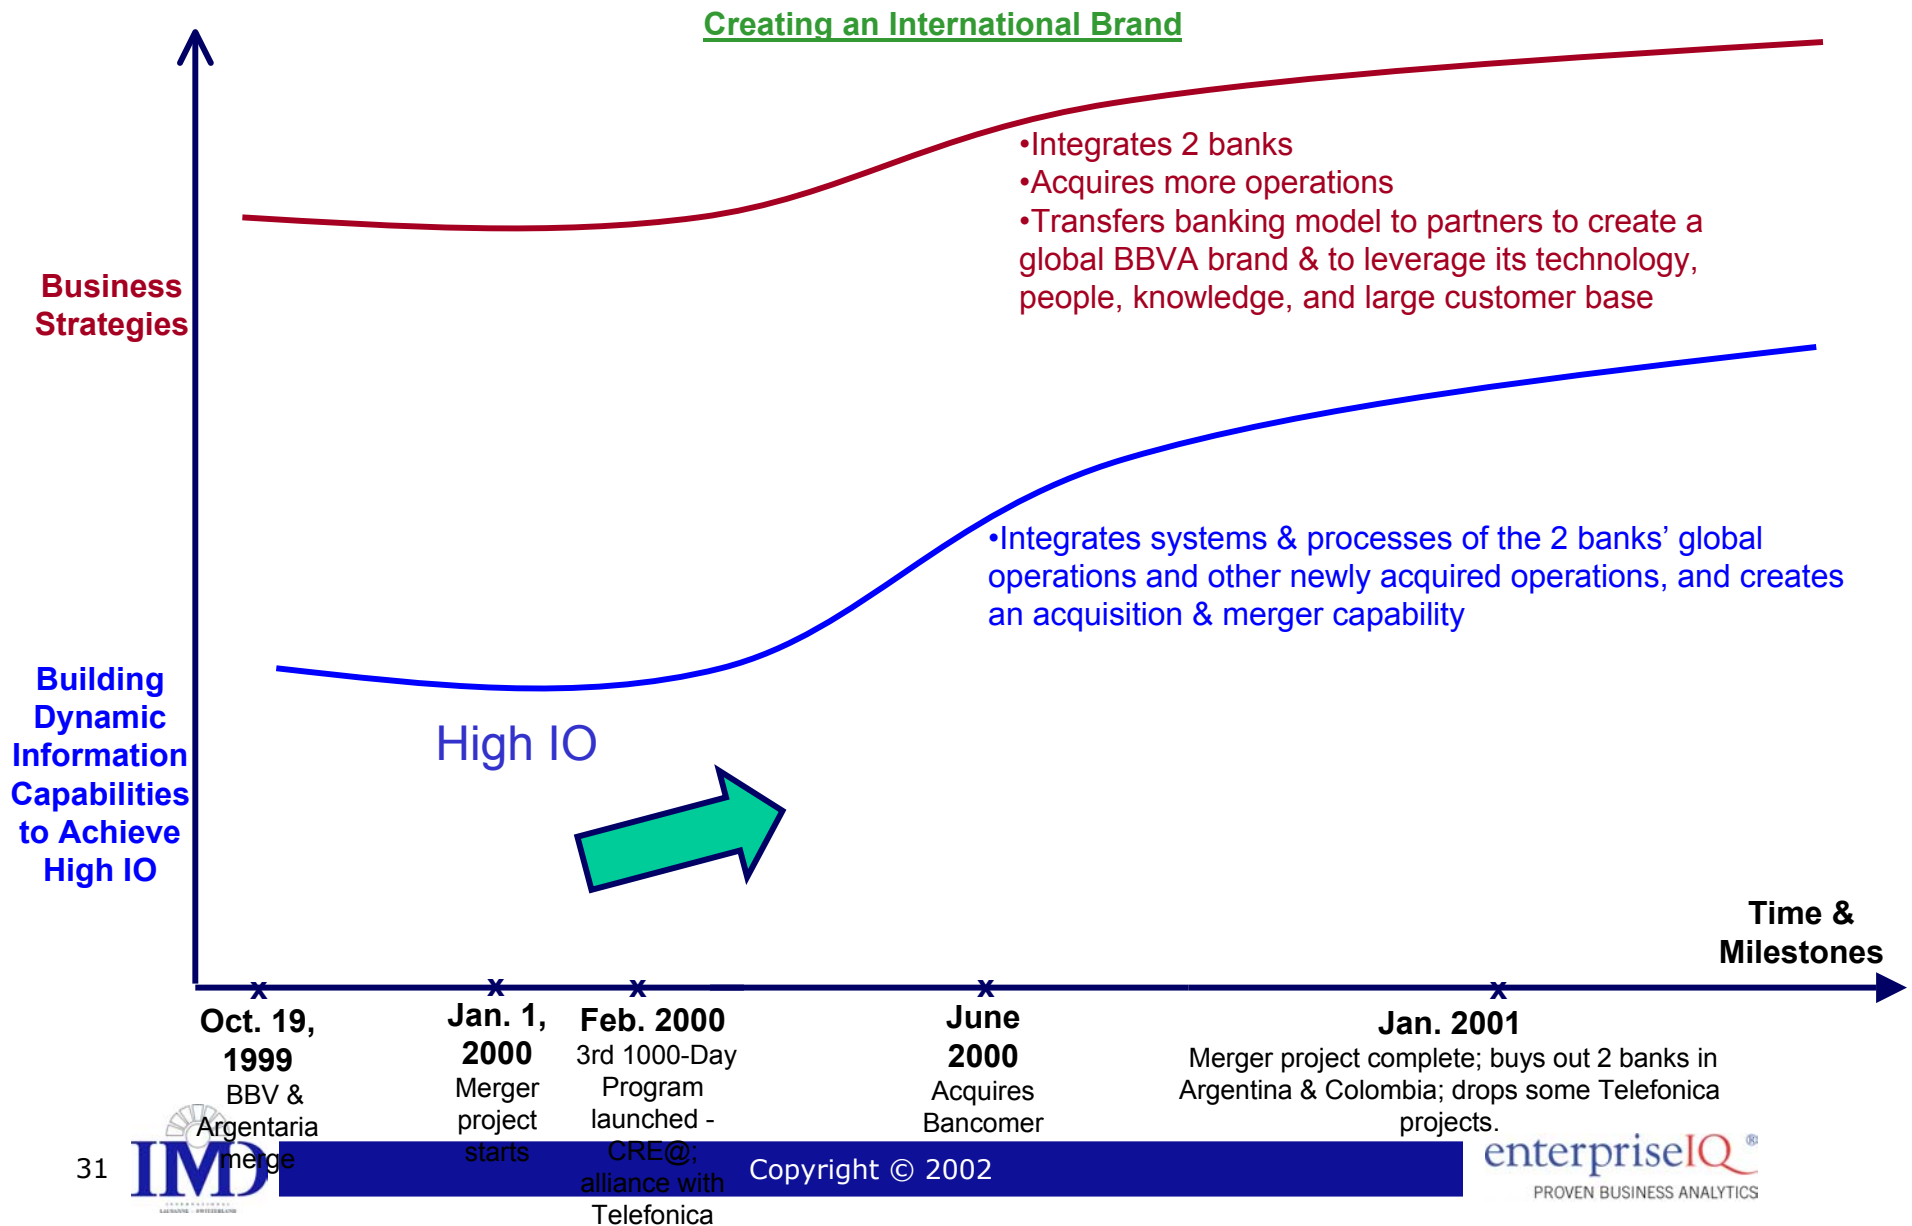 Creating an International Brand
•Integrates 2 banks
•Acquires more operations
•Transfers banking model to partners to create a
global BBVA brand & to leverage its technology,
people, knowledge, and large customer base
Business
Strategies
•Integrates systems & processes of the 2 banks’ global
operations and other newly acquired operations, and creates
an acquisition & merger capability
Building
Dynamic
Information
Capabilities
to Achieve
High IO
High IO
Time &
Milestones
x x x x x
Oct. 19,
1999
BBV &
Argentaria
merge
Jan. 1,
2000
Merger
project
starts
Feb. 2000
3rd 1000-Day
Program
launched -
CRE@;
alliance with
Telefonica
June
2000
Acquires
Bancomer
Jan. 2001
Merger project complete; buys out 2 banks in
Argentina & Colombia; drops some Telefonica
projects.
31
IMD
INTERNATIONAL
LAUSANNE - SWITZERLAND
Copyright © 2002
enterpriseIQ ®
PROVEN BUSINESS ANALYTICS